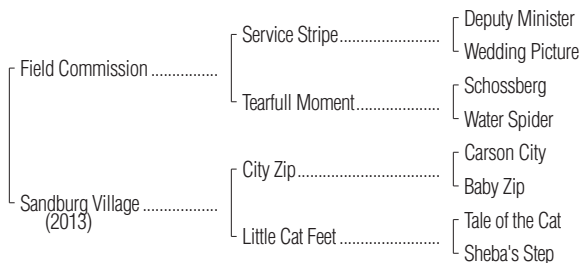 Deputy Minister
Service Stripe........................
Wedding Picture
Field Commission ................
Schossberg
Tearfull Moment....................
Water Spider
Carson City
City Zip..................................
Baby Zip
Sandburg Village ..................
(2013)
Tale of the Cat
Little Cat Feet ........................
Sheba's Step